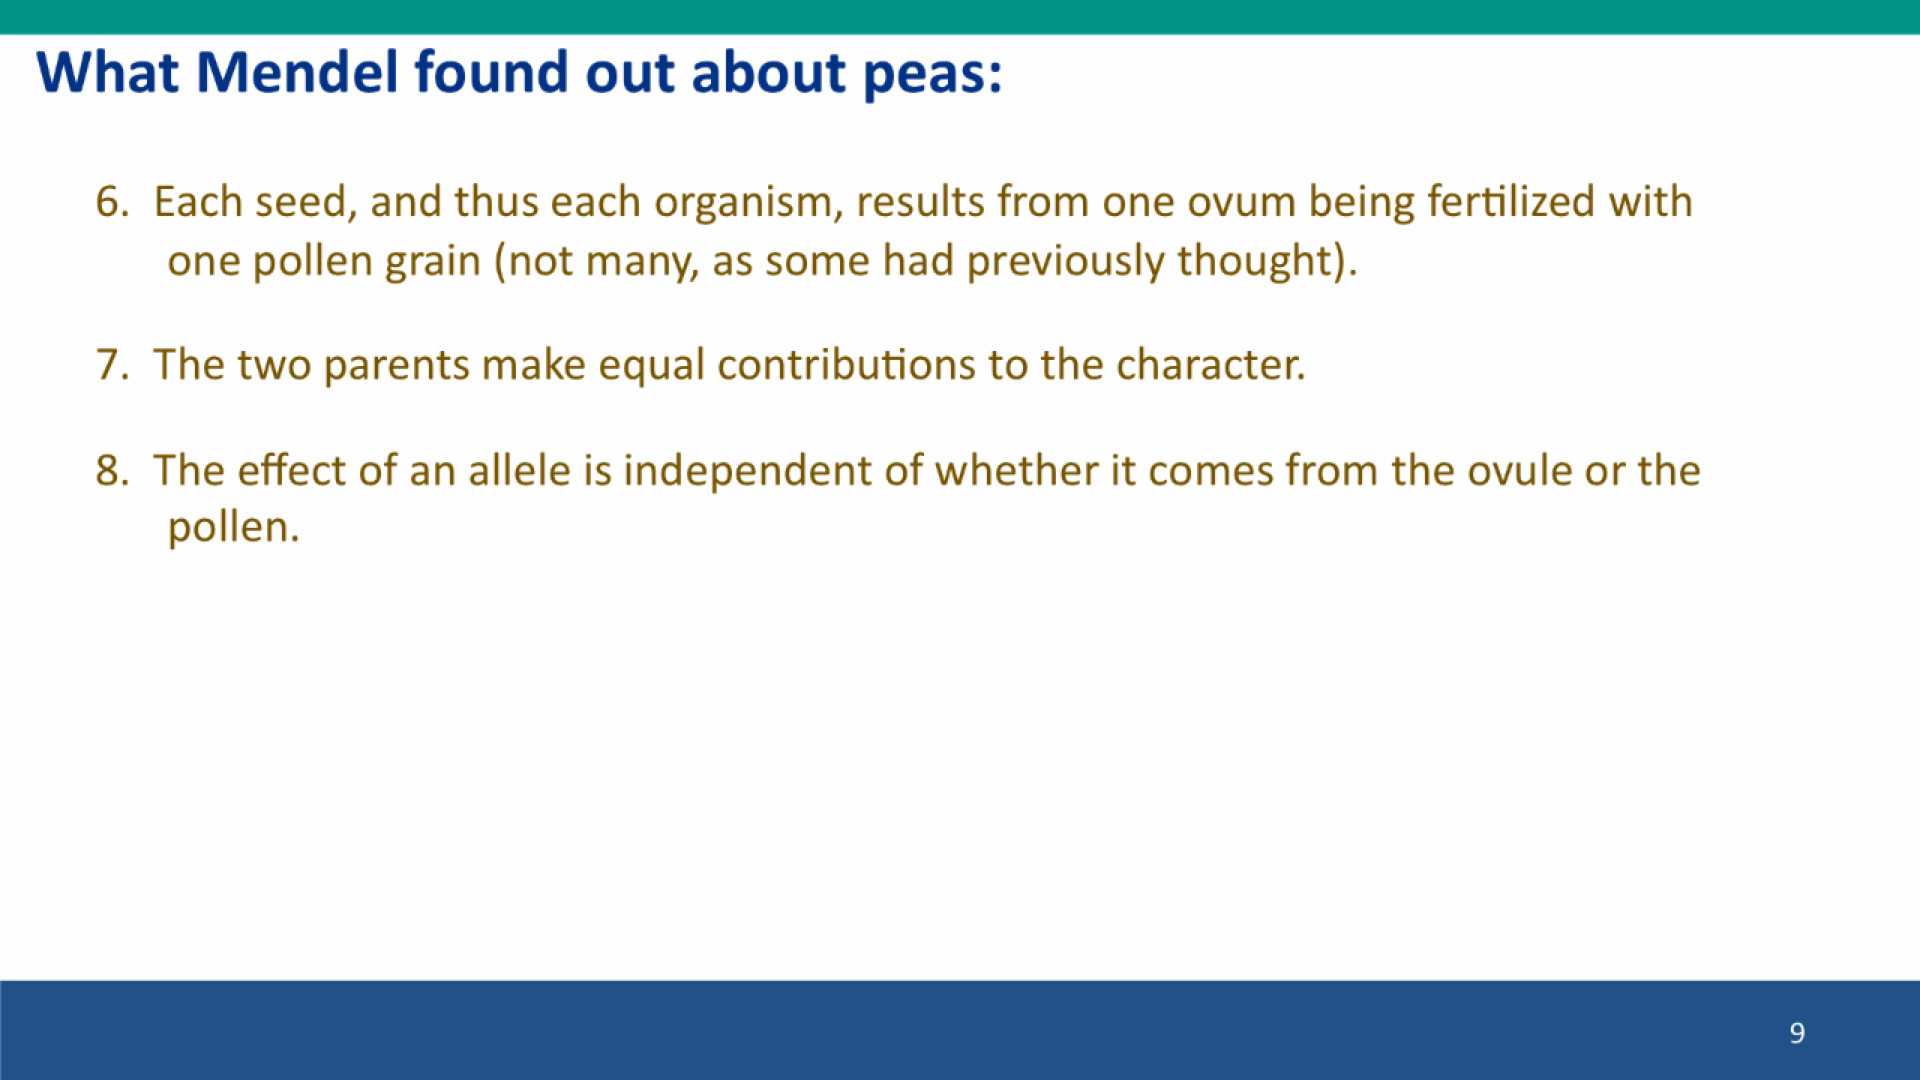 What Mendel found out about peas:
6. Each seed, and thus each organism, results from one ovum being fertilized with
one pollen grain (not many, as some had previously thought).
7. The two parents make equal contributions to the character.
8. The effect of an allele is independent of whether it comes from the ovule or the
pollen.
9